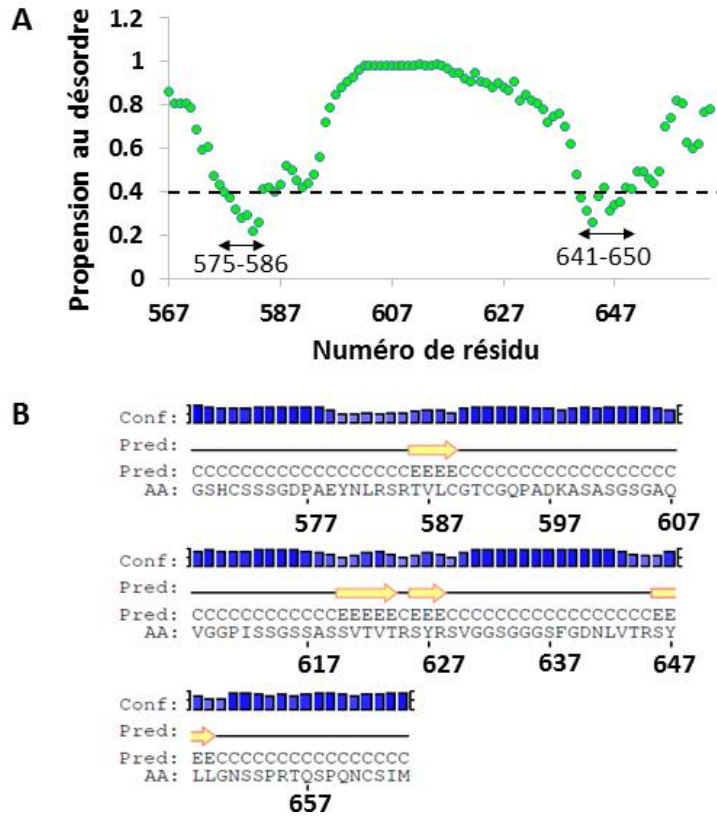 A
Propension au désordre
1.2
1
0.8
0.6
0.4
0.2
0
575-586
641-650
567 587 607 627 647
Numéro de résidu
B
Conf:
Pred:
Pred: CCCCCCCCCCCCCCCCCCEEEECCCCCCCCCCCCCCCCCC
AA: GSHCSSSGDPAEYNLRSRTVLCGTCGQPADKASASGSGAQ
577 587 597 607
Conf:
Pred:
Pred: CCCCCCCCCCCCEEEEECEEECCCCCCCCCCCCCCCCCEE
AA: VGGPISSGSSASSVTVTRSYRSVGGSGGGSFGDNLVTRSY
617 627 637 647
Conf:
Pred:
Pred: EECCCCCCCCCCCCCCCC
AA: LLGNSSPRTQSPQNCSIM
657